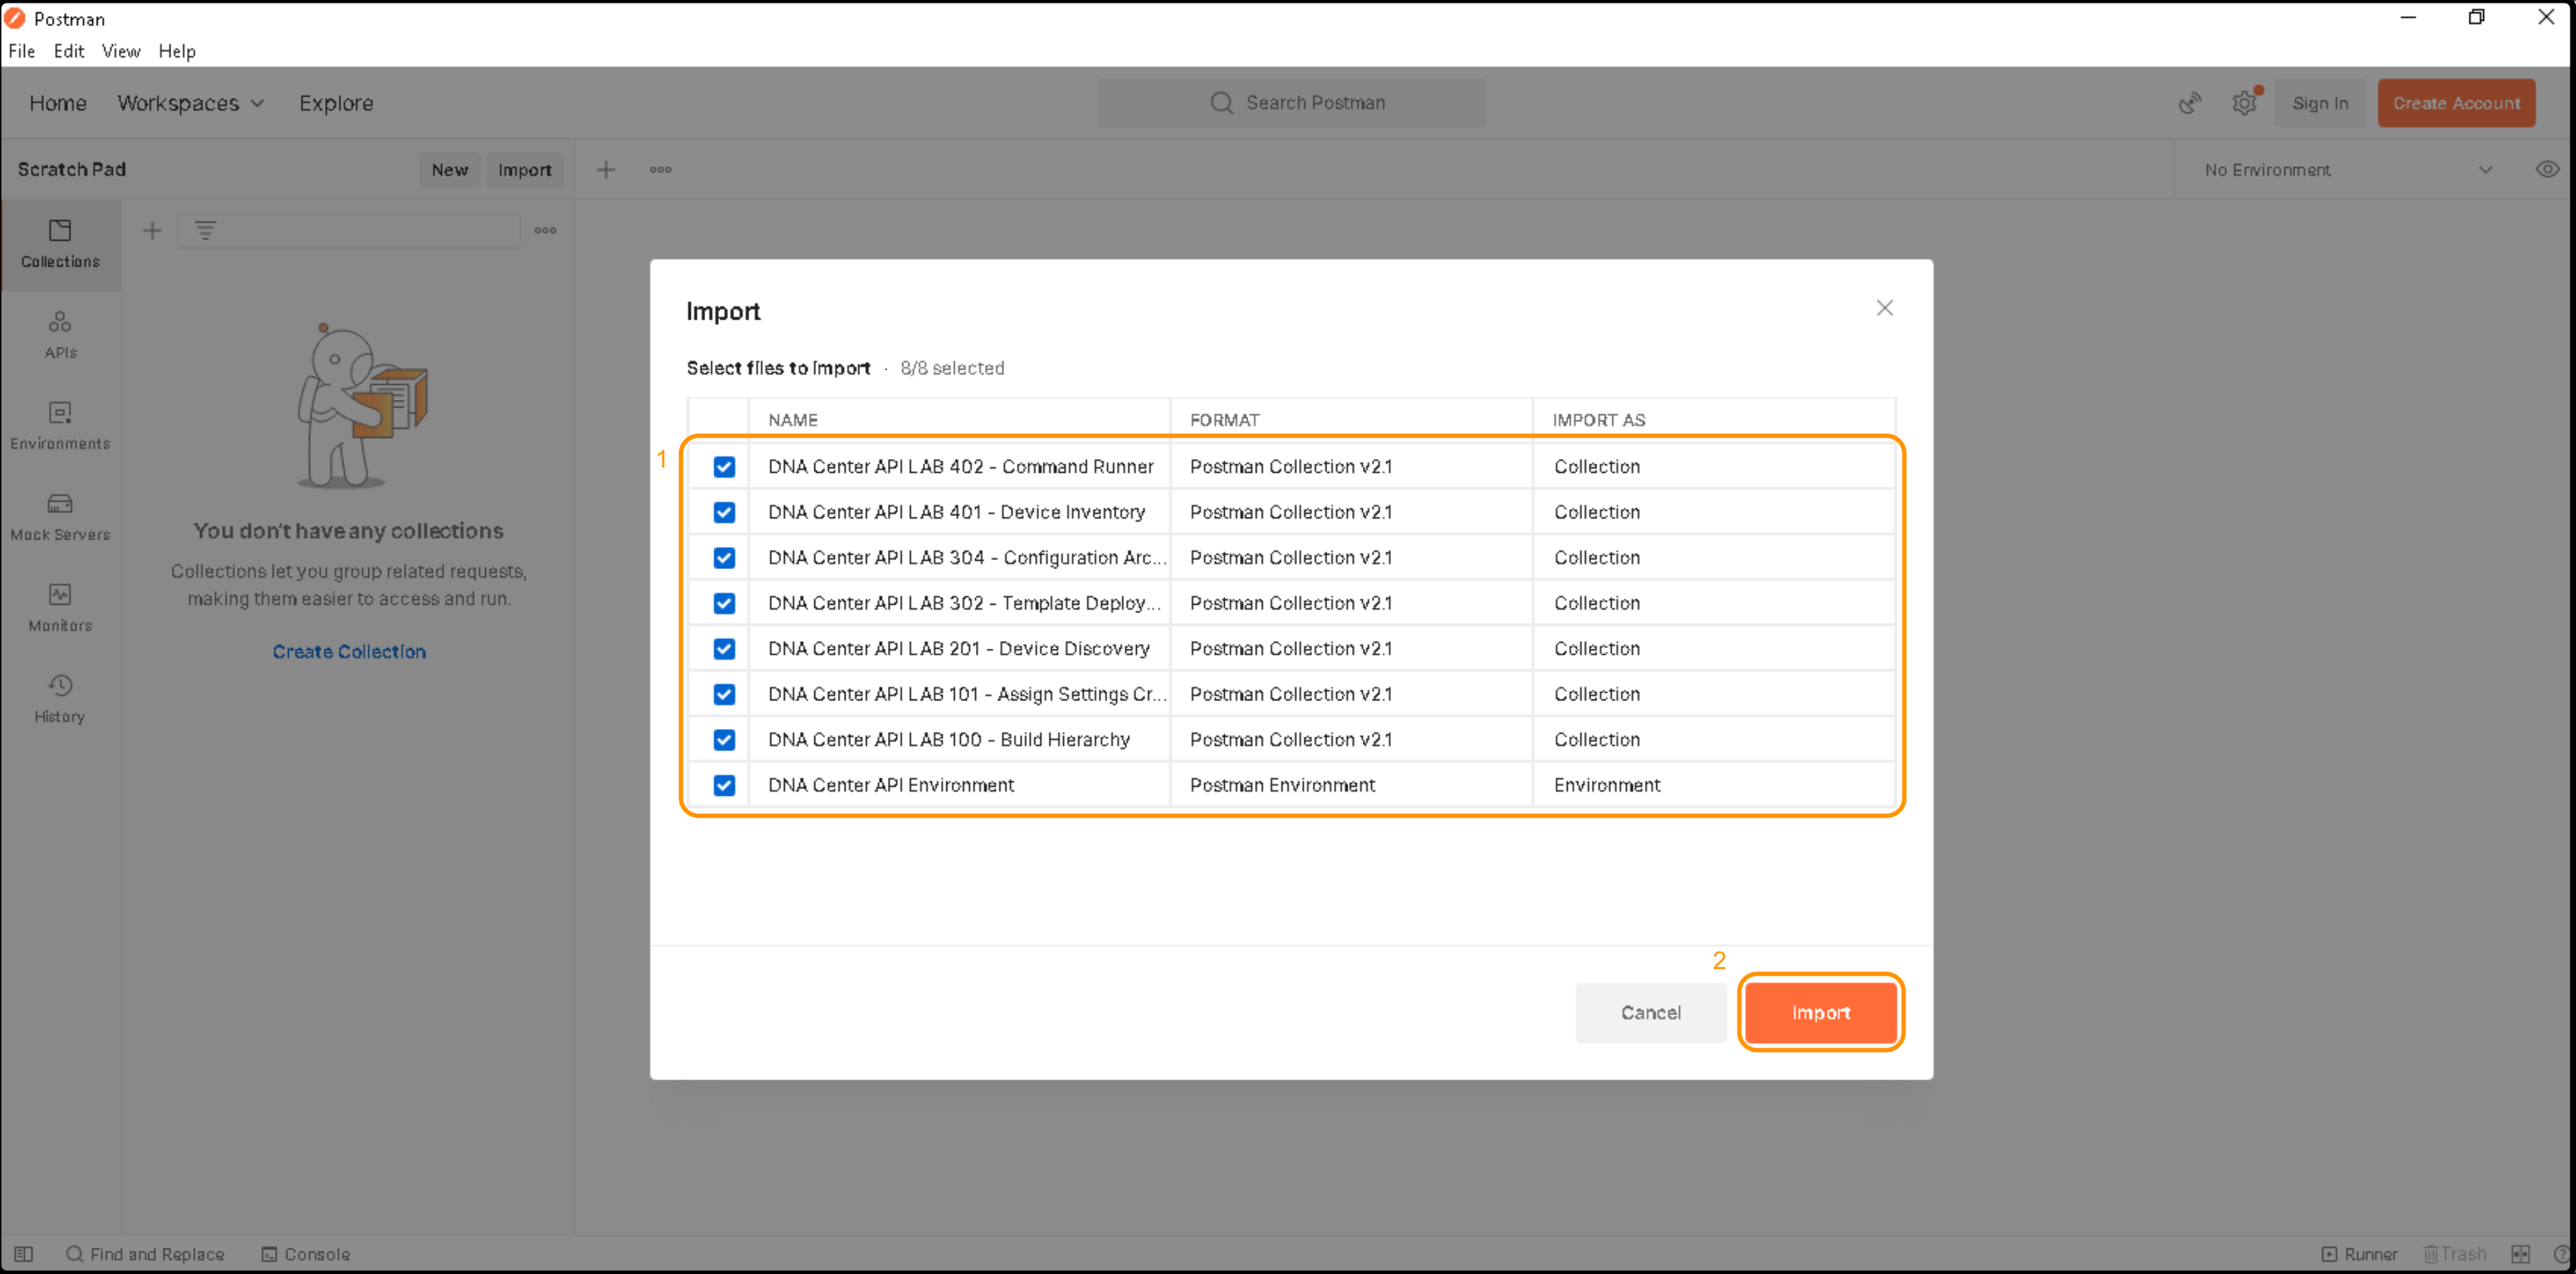 Postman
File Edit View Help
Home Workspaces Explore
Search Postman
Sign In Create Account
Scratch Pad New Import
No Environment
Collections
APIs
Environments
Mock Servers
Monitors
History
You don't have any collections
Collections let you group related requests,
making them easier to access and run.
Create Collection
Import
Select files to import · 8/8 selected
NAME FORMAT IMPORT AS
1
DNA Center API LAB 402 - Command Runner Postman Collection v2.1 Collection
DNA Center API LAB 401 - Device Inventory Postman Collection v2.1 Collection
DNA Center API LAB 304 - Configuration Arc... Postman Collection v2.1 Collection
DNA Center API LAB 302 - Template Deploy... Postman Collection v2.1 Collection
DNA Center API LAB 201 - Device Discovery Postman Collection v2.1 Collection
DNA Center API LAB 101 - Assign Settings Cr... Postman Collection v2.1 Collection
DNA Center API LAB 100 - Build Hierarchy Postman Collection v2.1 Collection
DNA Center API Environment Postman Environment Environment
2
Cancel Import
Find and Replace Console
Runner Trash